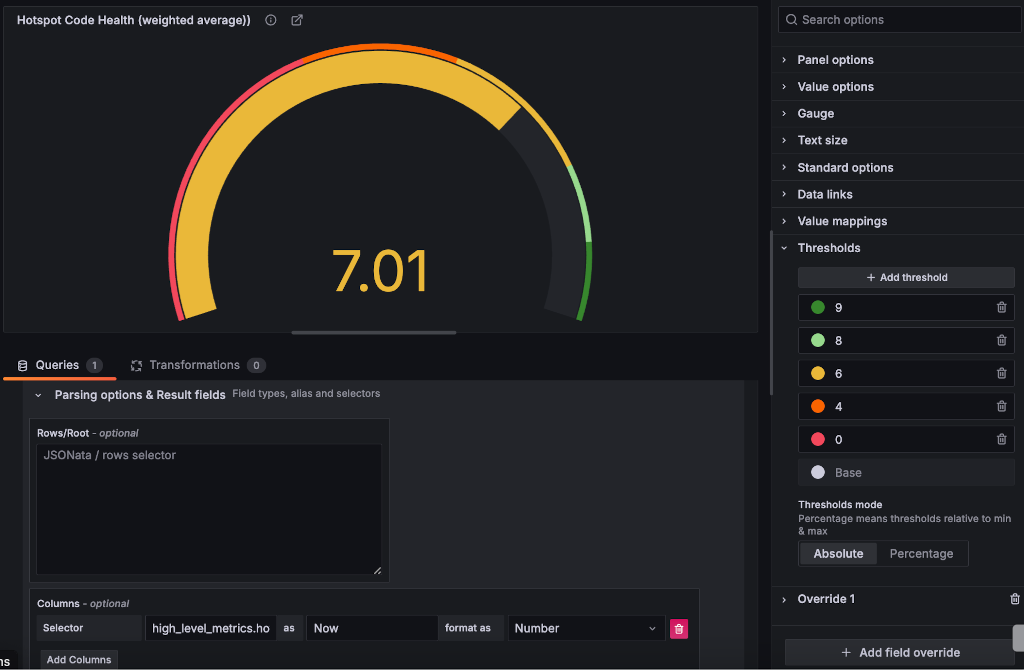 Hotspot Code Health (weighted average))
7.01
Queries 1
Transformations 0
Parsing options & Result fields Field types, alias and selectors
Rows/Root - optional
JSONata / rows selector
Columns - optional
Selector high_level_metrics.ho as Now format as Number
Add Columns
ns
Search options
Panel options
Value options
Gauge
Text size
Standard options
Data links
Value mappings
Thresholds
+ Add threshold
9
8
6
4
0
Base
Thresholds mode
Percentage means thresholds relative to min
& max
Absolute Percentage
Override 1
+ Add field override